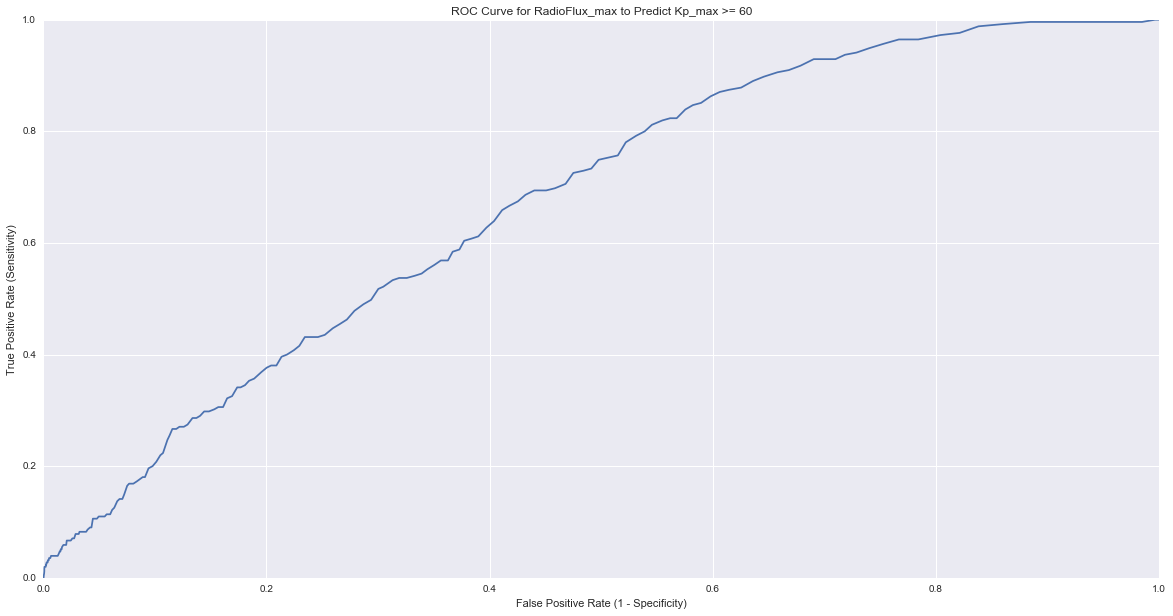 ROC Curve for RadioFlux_max to Predict Kp_max >= 60
True Positive Rate (Sensitivity)
1.0
0.8
0.6
0.4
0.2
0.0
0.0 0.2 0.4 0.6 0.8 1.0
False Positive Rate (1 - Specificity)